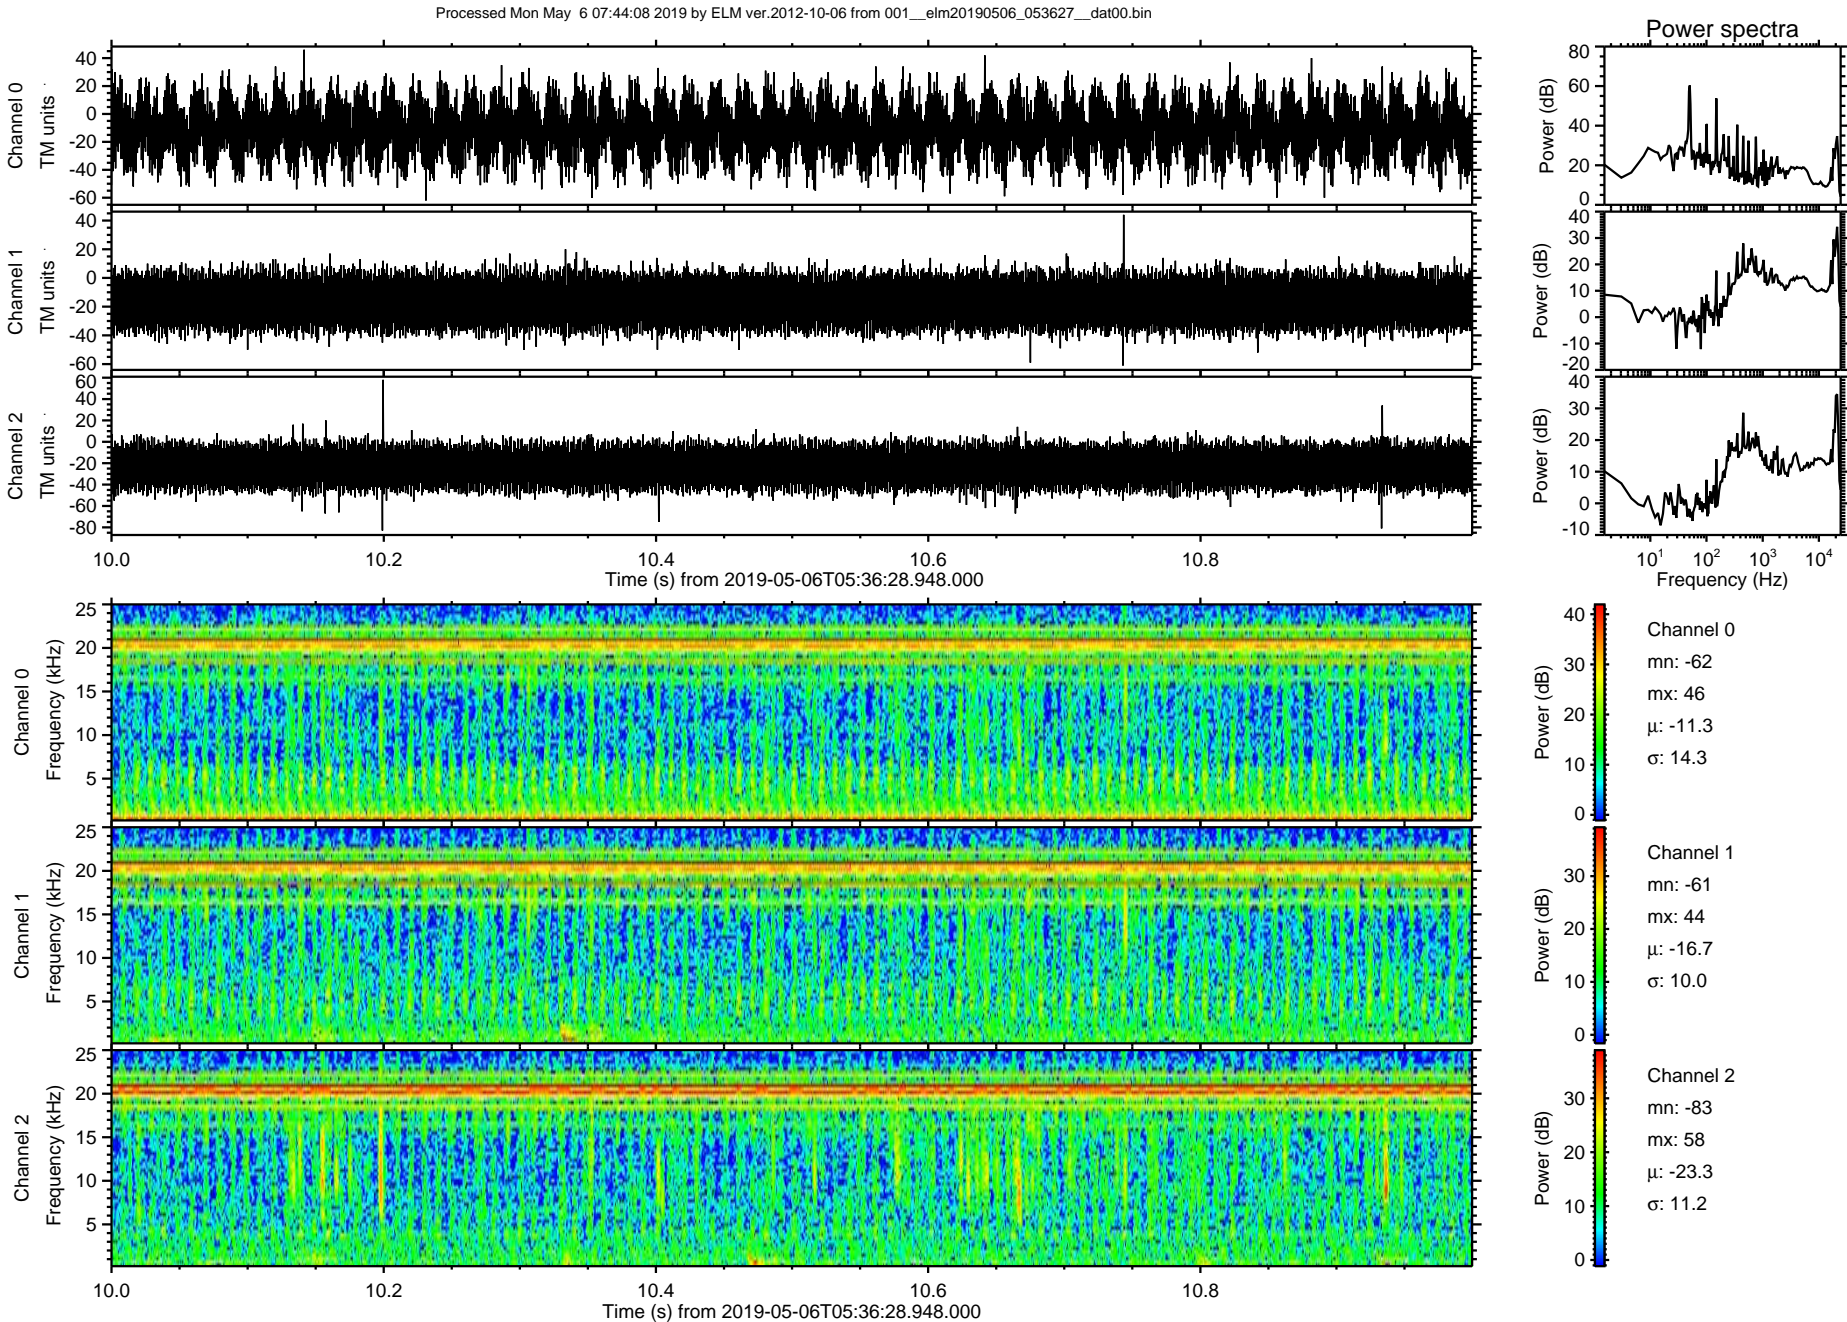 Processed Mon May  6 07:44:08 2019 by ELM ver.2012-10-06 from 001__elm20190506_053627__dat00.bin
Power spectra
Channel 0
TM units
40
20
0
-20
-40
-60
Power (dB)
80
60
40
20
0
Channel 1
TM units
40
20
0
-20
-40
-60
Power (dB)
40
30
20
10
0
-10
-20
Channel 2
TM units
60
40
20
0
-20
-40
-60
-80
Power (dB)
40
30
20
10
0
-10
10.0 10.2 10.4 10.6 10.8
Time (s) from 2019-05-06T05:36:28.948.000
10¹ 10² 10³ 10⁴
Frequency (Hz)
Channel 0
Frequency (kHz)
25
20
15
10
5
Power (dB)
40
30
20
10
0
Channel 0
mn: -62
mx: 46
μ: -11.3
σ: 14.3
Channel 1
Frequency (kHz)
25
20
15
10
5
Power (dB)
30
20
10
0
Channel 1
mn: -61
mx: 44
μ: -16.7
σ: 10.0
Channel 2
Frequency (kHz)
25
20
15
10
5
Power (dB)
30
20
10
0
Channel 2
mn: -83
mx: 58
μ: -23.3
σ: 11.2
10.0 10.2 10.4 10.6 10.8
Time (s) from 2019-05-06T05:36:28.948.000